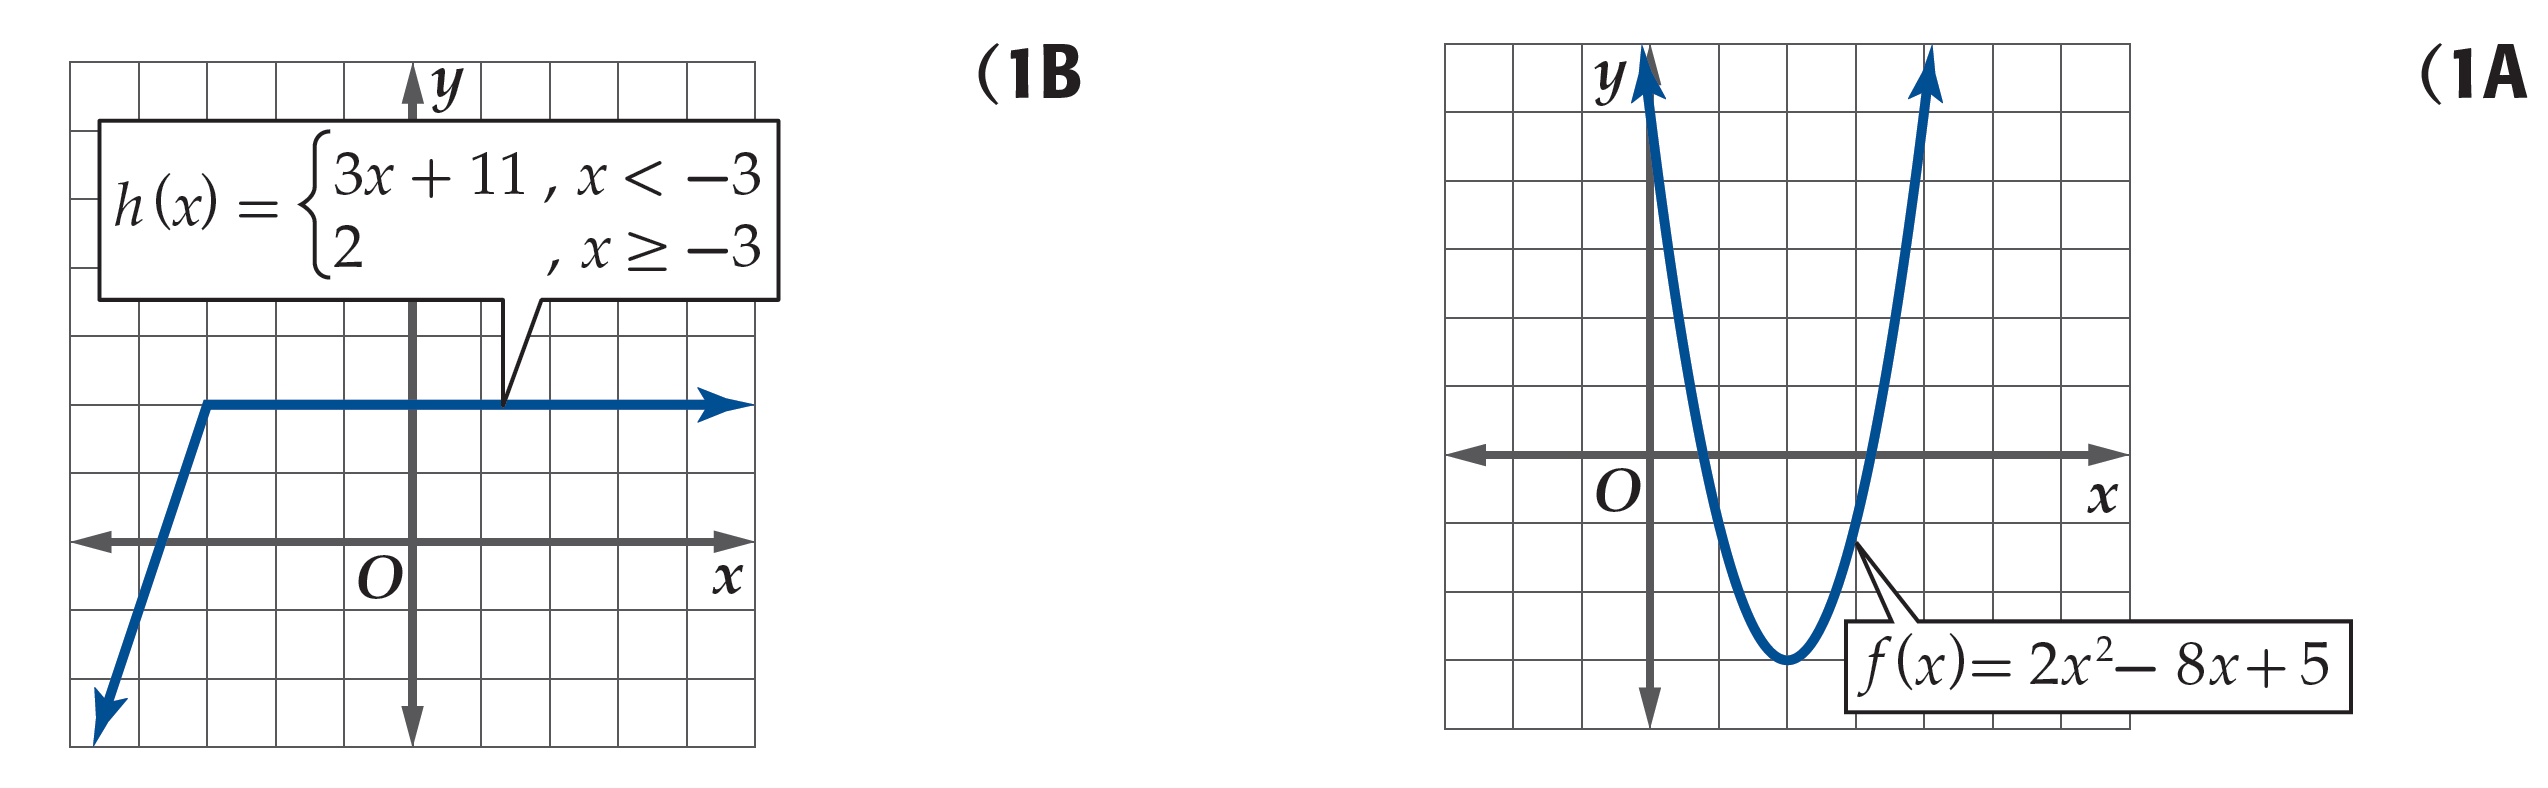 (1A
y
O
x
f(x)= 2x²− 8x+ 5
(1B
y
h(x) = { 3x + 11 , x < −3
2 , x ≥ −3
O
x